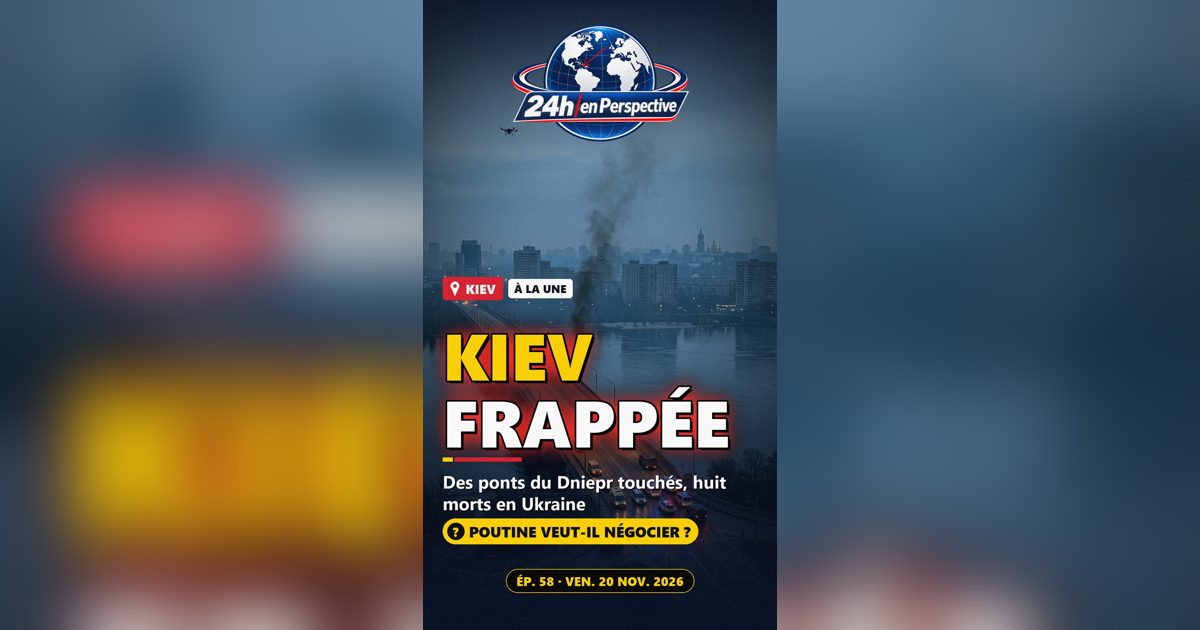 24h/en Perspective
KIEV
À LA UNE
KIEV
FRAPPÉE
Des ponts du Dniepr touchés, huit
morts en Ukraine
? POUTINE VEUT-IL NÉGOCIER ?
ÉP. 58 · VEN. 20 NOV. 2026